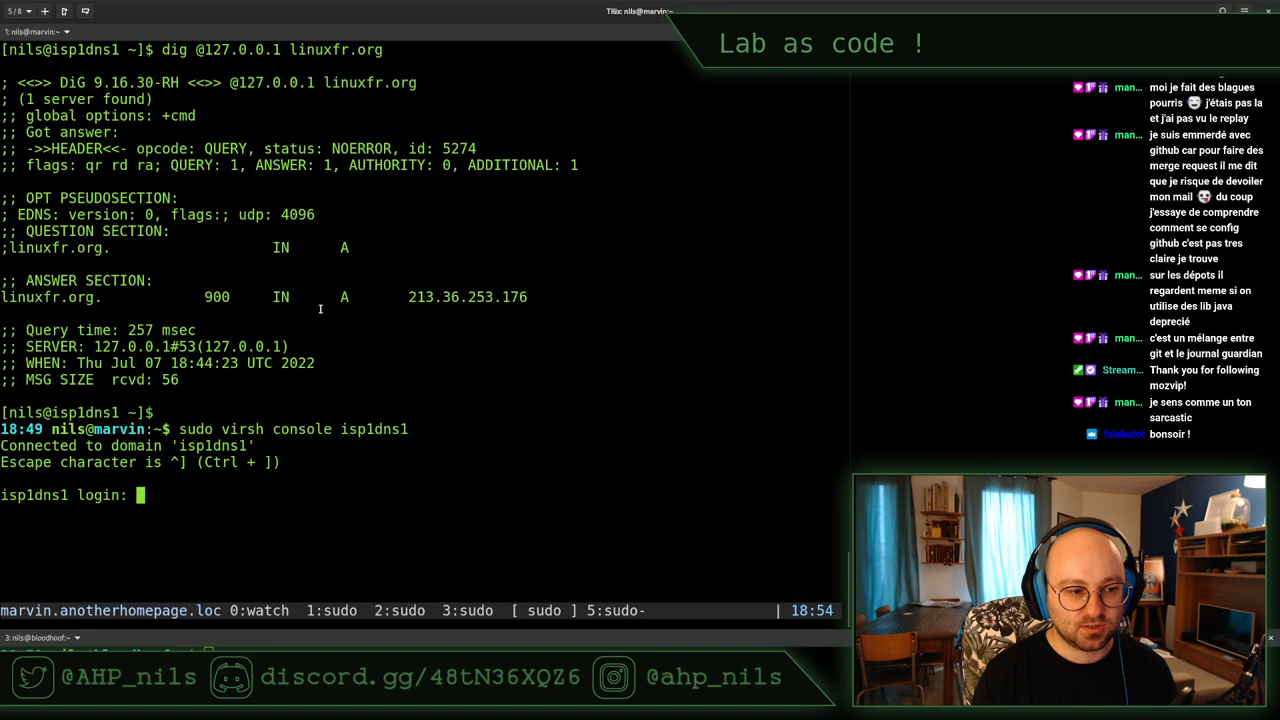 5/8
Tilix: nils@marvin:~
1: nils@marvin:~
[nils@isp1dns1 ~]$ dig @127.0.0.1 linuxfr.org
; <<>> DiG 9.16.30-RH <<>> @127.0.0.1 linuxfr.org
; (1 server found)
;; global options: +cmd
;; Got answer:
;; ->>HEADER<<- opcode: QUERY, status: NOERROR, id: 5274
;; flags: qr rd ra; QUERY: 1, ANSWER: 1, AUTHORITY: 0, ADDITIONAL: 1
;; OPT PSEUDOSECTION:
; EDNS: version: 0, flags:; udp: 4096
;; QUESTION SECTION:
;linuxfr.org. IN A
;; ANSWER SECTION:
linuxfr.org. 900 IN A 213.36.253.176
;; Query time: 257 msec
;; SERVER: 127.0.0.1#53(127.0.0.1)
;; WHEN: Thu Jul 07 18:44:23 UTC 2022
;; MSG SIZE rcvd: 56
[nils@isp1dns1 ~]$
18:49 nils@marvin:~$ sudo virsh console isp1dns1
Connected to domain 'isp1dns1'
Escape character is ^] (Ctrl + ])
isp1dns1 login:
marvin.anotherhomepage.loc 0:watch 1:sudo 2:sudo 3:sudo [ sudo ] 5:sudo- | 18:54
3: nils@bloodhoof:~
Lab as code !
man... moi je fait des blagues
pourris j'étais pas la
et j'ai pas vu le replay
man... je suis emmerdé avec
github car pour faire des
merge request il me dit
que je risque de devoiler
mon mail du coup
j'essaye de comprendre
comment se config
github c'est pas tres
claire je trouve
man... sur les dépots il
regardent meme si on
utilise des lib java
deprecié
man... c'est un mélange entre
git et le journal guardian
Stream... Thank you for following
mozvip!
man... je sens comme un ton
sarcastic
bonsoir !
@AHP_nils
discord.gg/48tN36XQZ6
@ahp_nils